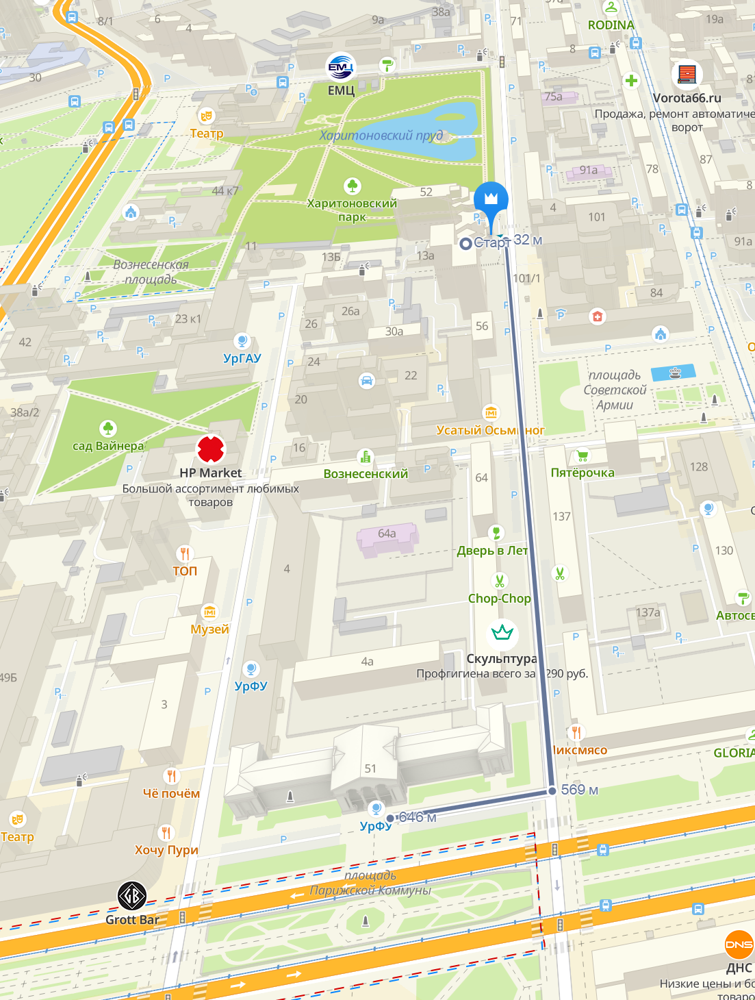 38а
9а
8/1
6
4
71
19а
RODINA
8
30
ЕМЦ
Vorota66.ru
Продажа, ремонт автоматиче
ворот
75а
Театр
Харитоновский пруд
78
87
91а
44 к7
52
Харитоновский
парк
4
101
8
Старт
32 м
11
13Б
13а
91а
Вознесенская
площадь
101/1
84
26а
23 к1
26
30а
56
42
УрГАУ
24
22
площадь
Советской
Армии
20
38а/2
Усатый Осьминог
сад Вайнера
16
HP Market
Большой ассортимент любимых
товаров
Вознесенский
64
Пятёрочка
128
137
64а
Дверь в Лет
130
ТОП
4
Chop-Chop
137а
Автосв
Музей
Скульптура
Профгигиена всего за
290 руб.
4а
49Б
УрФУ
3
иксмясо
GLORIA
51
569 м
Чё почём
УрФУ
646 м
Театр
Хочу Пури
площадь
Парижской Коммуны
GB
Grott Bar
DNS
ДНС
Низкие цены и бо
товаро